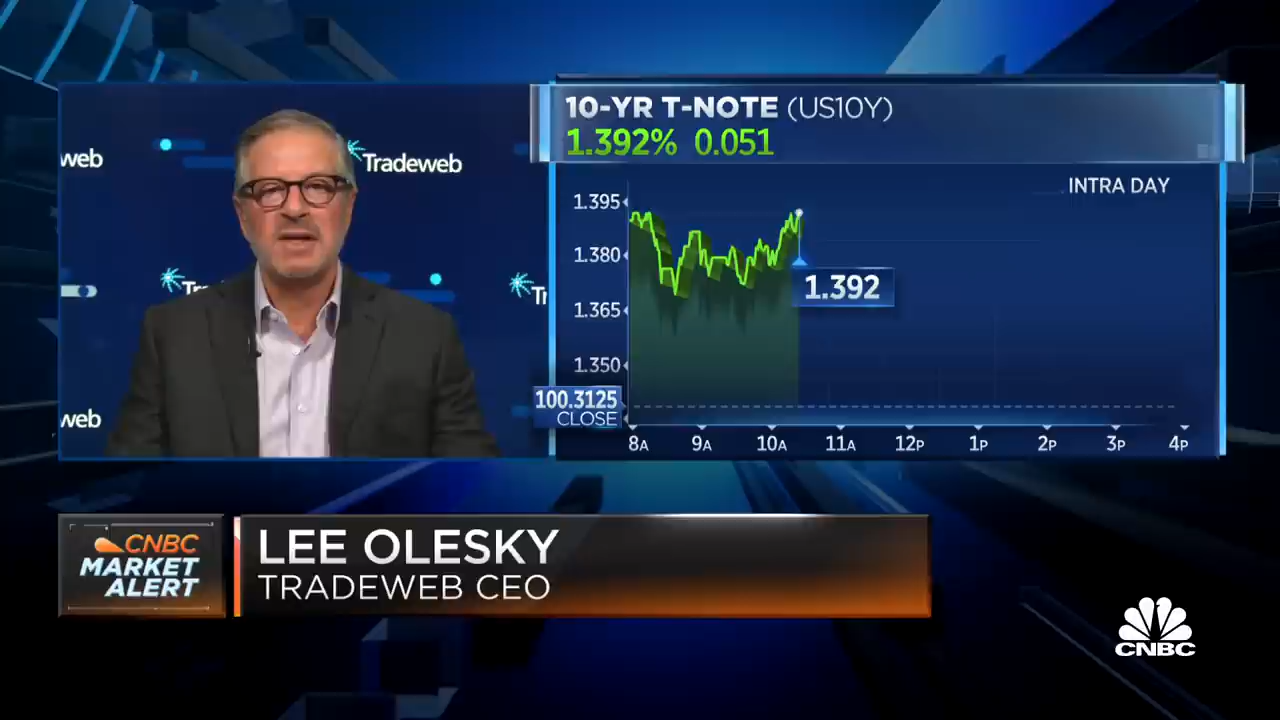 web
Tradeweb
Tr
Tr
web
10-YR T-NOTE (US10Y)
1.392% 0.051
INTRA DAY
1.395
1.380
1.365
1.350
1.392
100.3125
CLOSE
8A 9A 10A 11A 12P 1P 2P 3P 4P
CNBC
MARKET
ALERT
LEE OLESKY
TRADEWEB CEO
CNBC